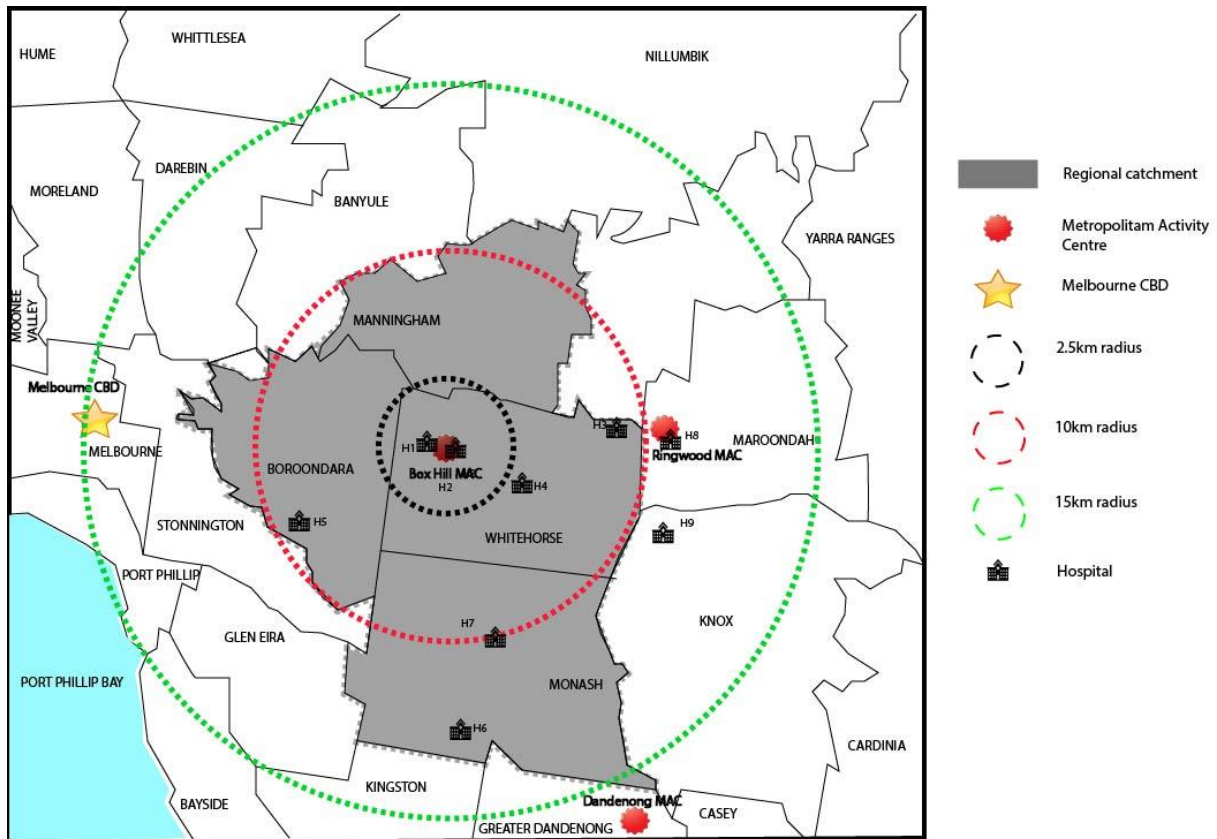 HUME
WHITTLESEA
NILLUMBIK
DAREBIN
MORELAND
BANYULE
YARRA RANGES
MOONEE
VALLEY
MANNINGHAM
Melbourne CBD
MELBOURNE
BOROONDARA
H1
Box Hill MAC
H2
H3
H4
H8
Ringwood MAC
MAROONDAH
H5
STONNINGTON
WHITEHORSE
H9
PORT PHILLIP
GLEN EIRA
H7
KNOX
PORT PHILLIP BAY
MONASH
H6
CARDINIA
KINGSTON
BAYSIDE
Dandenong MAC
CASEY
GREATER DANDENONG
Regional catchment
Metropolitam Activity
Centre
Melbourne CBD
2.5km radius
10km radius
15km radius
Hospital